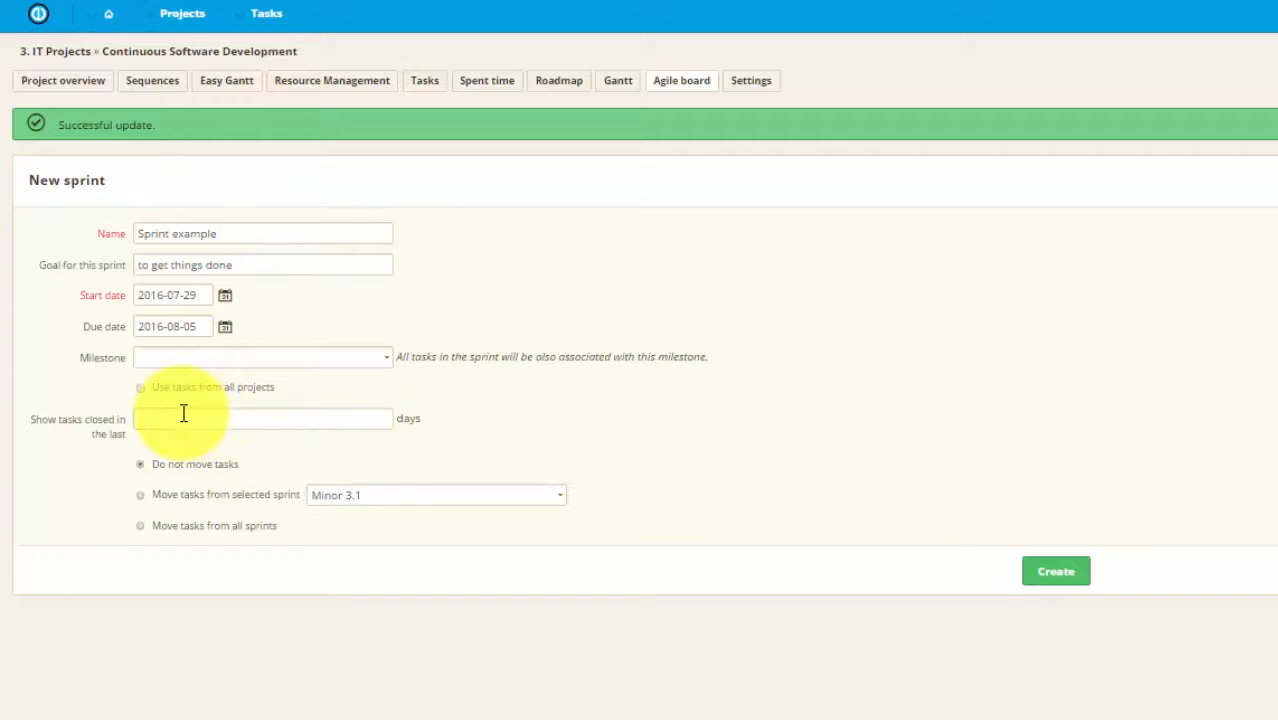 Projects Tasks
3. IT Projects » Continuous Software Development
Project overview Sequences Easy Gantt Resource Management Tasks Spent time Roadmap Gantt Agile board Settings
Successful update.
New sprint
Name Sprint example
Goal for this sprint to get things done
Start date 2016-07-29
Due date 2016-08-05
Milestone All tasks in the sprint will be also associated with this milestone.
Use tasks from all projects
Show tasks closed in the last days
Do not move tasks
Move tasks from selected sprint Minor 3.1
Move tasks from all sprints
Create